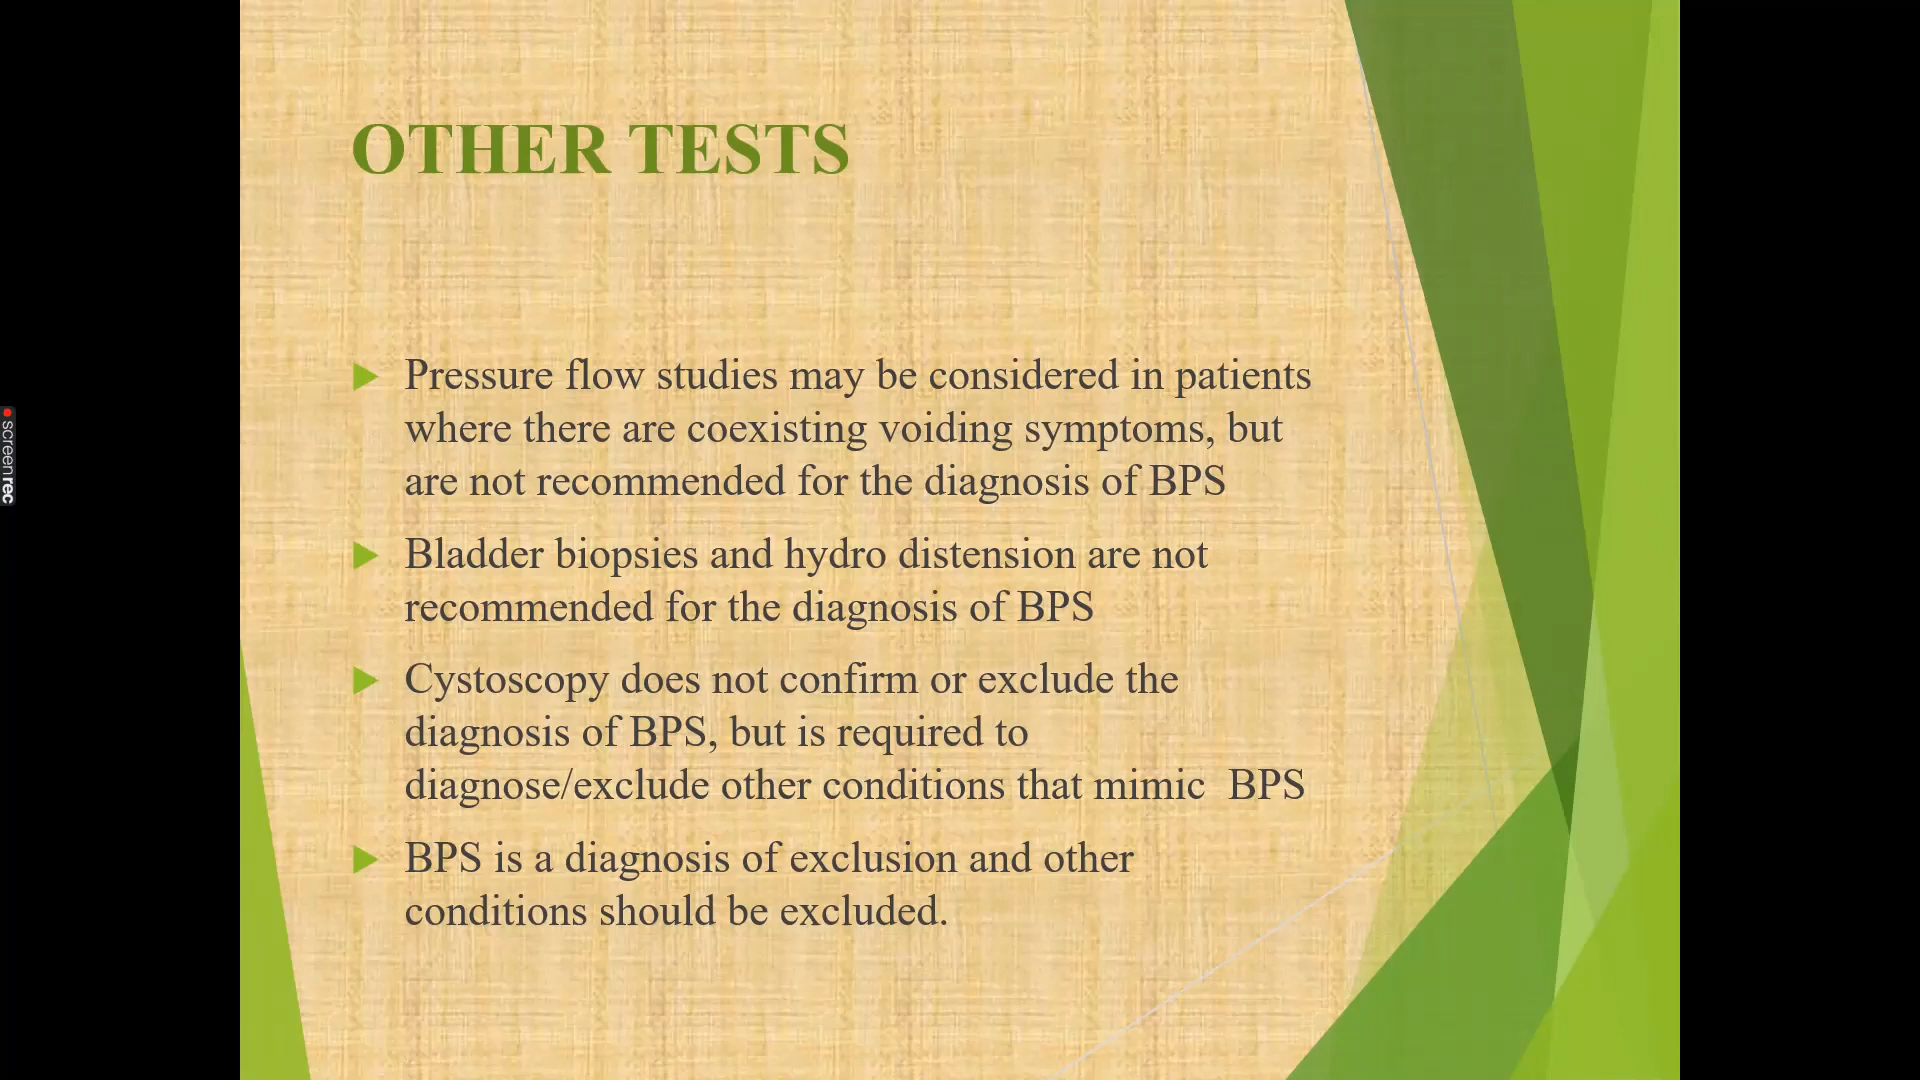 OTHER TESTS
Pressure flow studies may be considered in patients
where there are coexisting voiding symptoms, but
are not recommended for the diagnosis of BPS
Bladder biopsies and hydro distension are not
recommended for the diagnosis of BPS
Cystoscopy does not confirm or exclude the
diagnosis of BPS, but is required to
diagnose/exclude other conditions that mimic  BPS
BPS is a diagnosis of exclusion and other
conditions should be excluded.
screenrec